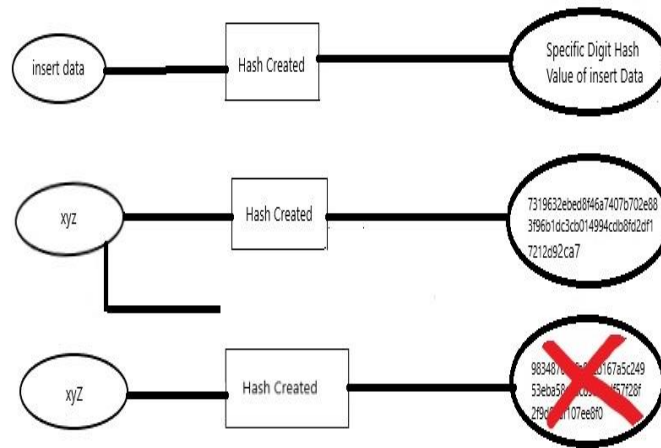 insert data
Hash Created
Specific Digit Hash
Value of insert Data
xyz
Hash Created
7319632ebed8f46a7407b702e88
3f96b1dc3cb014994cdb8fd2df1
7212d92ca7
xyZ
Hash Created